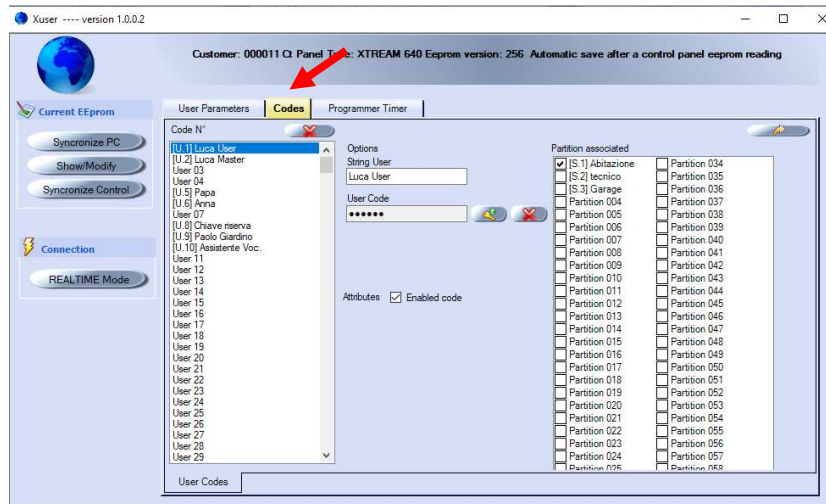 Xuser ---- version 1.0.0.2
Customer: 000011 Ct Panel Type: XTREAM 640 Eeprom version: 256 Automatic save after a control panel eeprom reading
Current EEprom
Syncronize PC
Show/Modify
Syncronize Control
Connection
REALTIME Mode
User Parameters
Codes
Programmer Timer
Code N°
[U.1] Luca User
[U.2] Luca Master
User 03
User 04
[U.5] Papa
[U.6] Anna
User 07
[U.8] Chiave riserva
[U.9] Paolo Giardino
[U.10] Assistente Voc.
User 11
User 12
User 13
User 14
User 15
User 16
User 17
User 18
User 19
User 20
User 21
User 22
User 23
User 24
User 25
User 26
User 27
User 28
User 29
Options
String User
Luca User
User Code
••••••
Attributes
Enabled code
Partition associated
[S.1] Abitazione
[S.2] tecnico
[S.3] Garage
Partition 004
Partition 005
Partition 006
Partition 007
Partition 008
Partition 009
Partition 010
Partition 011
Partition 012
Partition 013
Partition 014
Partition 015
Partition 016
Partition 017
Partition 018
Partition 019
Partition 020
Partition 021
Partition 022
Partition 023
Partition 024
Partition 025
Partition 034
Partition 035
Partition 036
Partition 037
Partition 038
Partition 039
Partition 040
Partition 041
Partition 042
Partition 043
Partition 044
Partition 045
Partition 046
Partition 047
Partition 048
Partition 049
Partition 050
Partition 051
Partition 052
Partition 053
Partition 054
Partition 055
Partition 056
Partition 057
Partition 058
User Codes